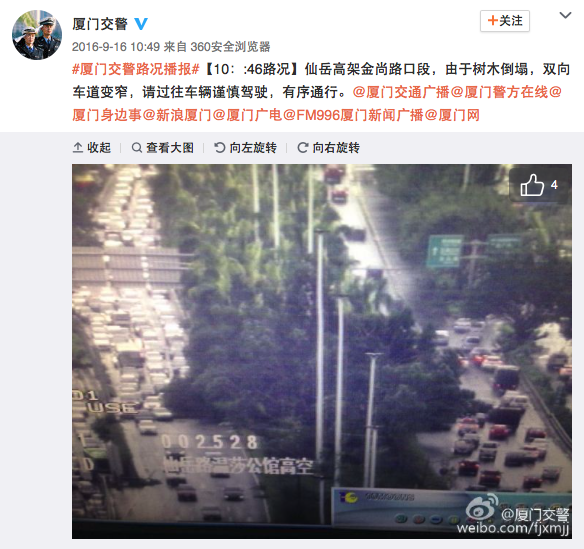 厦门交警
+关注
2016-9-16 10:49 来自 360安全浏览器
#厦门交警路况播报#【10：:46路况】仙岳高架金尚路口段，由于树木倒塌，双向
车道变窄，请过往车辆谨慎驾驶，有序通行。@厦门交通广播@厦门警方在线@
厦门身边事@新浪厦门@厦门广电@FM996厦门新闻广播@厦门网
收起 查看大图 向左旋转 向右旋转
4
D1
USE
002528
仙岳路温莎公馆高空
D
@厦门交警
weibo.com/fjxmjj